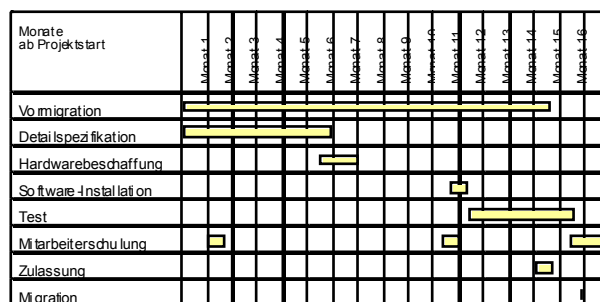 Monate
ab Projektstart
Monat 1
Monat 2
Monat 3
Monat 4
Monat 5
Monat 6
Monat 7
Monat 8
Monat 9
Monat 10
Monat 11
Monat 12
Monat 13
Monat 14
Monat 15
Monat 16
Vormigration
Detailspezifikation
Hardwarebeschaffung
Software-Installation
Test
Mitarbeiterschulung
Zulassung
Migration